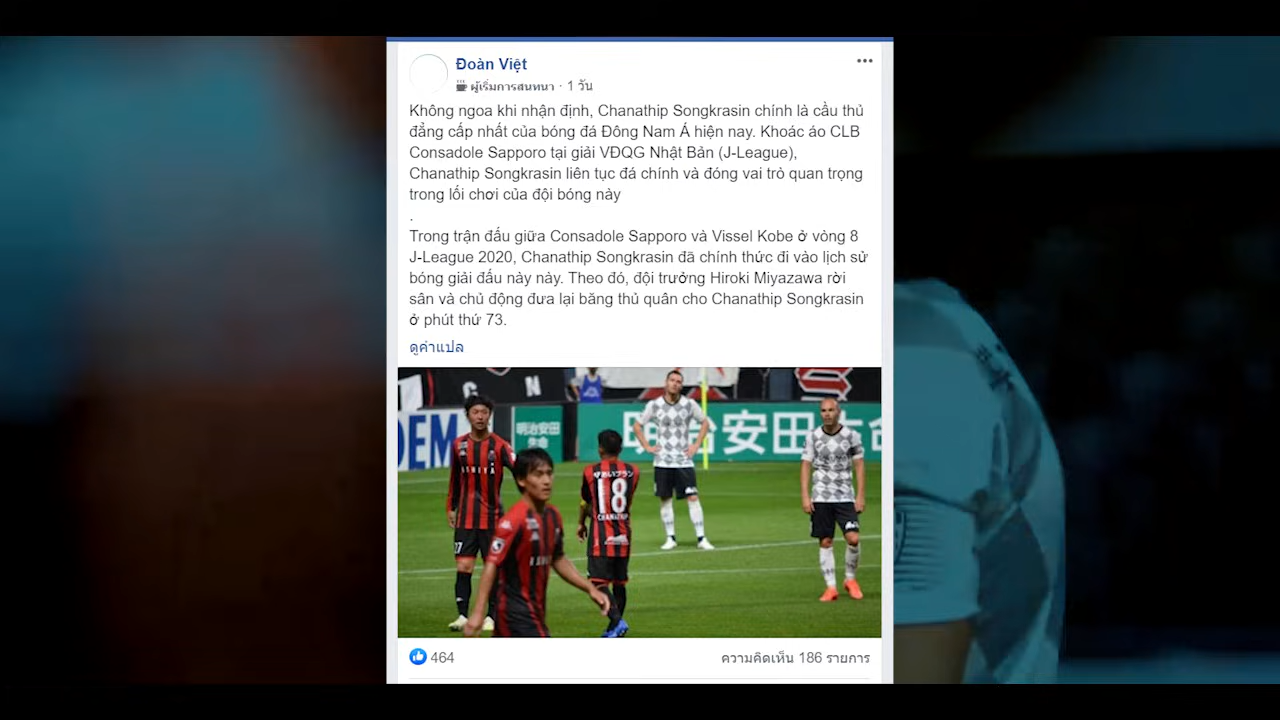 Đoàn Việt
ผู้เริ่มการสนทนา · 1 วัน
Không ngoa khi nhận định, Chanathip Songkrasin chính là cầu thủ
đẳng cấp nhất của bóng đá Đông Nam Á hiện nay. Khoác áo CLB
Consadole Sapporo tại giải VĐQG Nhật Bản (J-League),
Chanathip Songkrasin liên tục đá chính và đóng vai trò quan trọng
trong lối chơi của đội bóng này
.
Trong trận đấu giữa Consadole Sapporo và Vissel Kobe ở vòng 8
J-League 2020, Chanathip Songkrasin đã chính thức đi vào lịch sử
bóng giải đấu này này. Theo đó, đội trưởng Hiroki Miyazawa rời
sân và chủ động đưa lại băng thủ quân cho Chanathip Songkrasin
ở phút thứ 73.
ดูคำแปล
G N
DEM
明治安田
生命
明治安田生命
18
CHANATHIP
464
ความคิดเห็น 186 รายการ